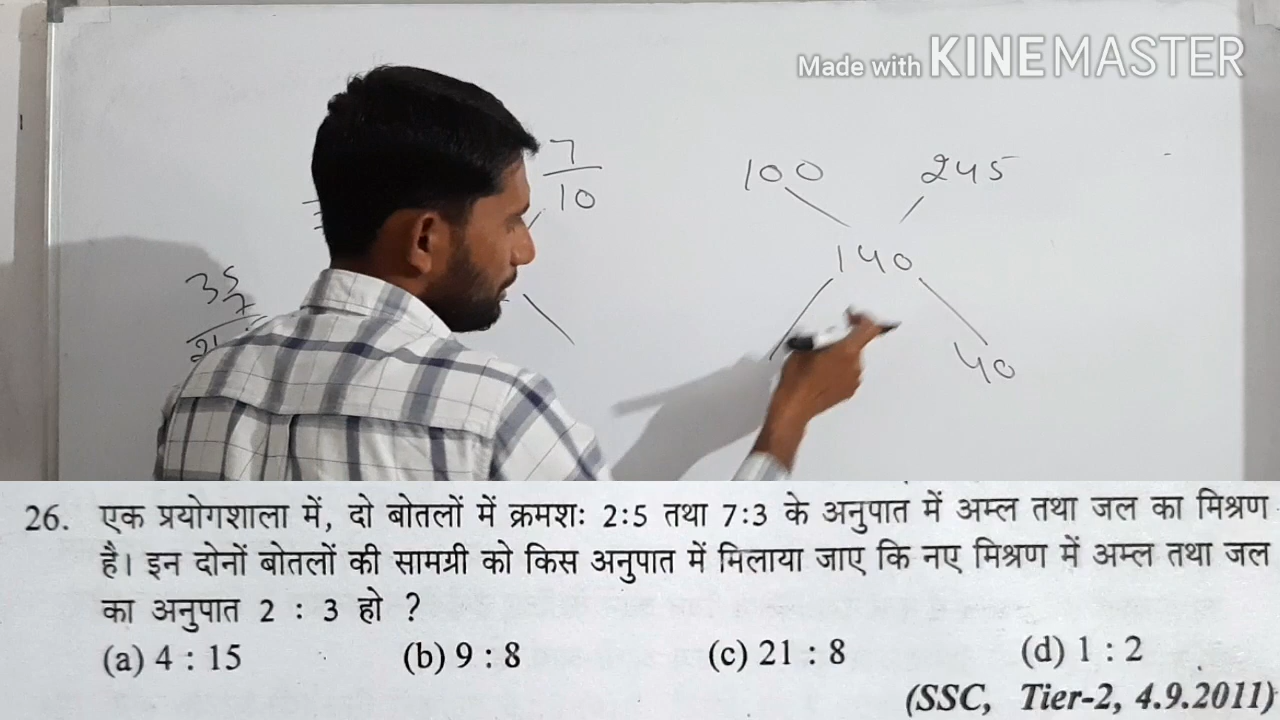 Made with KINEMASTER
7
10
100 245
140
40
35
7
26. एक प्रयोगशाला में, दो बोतलों में क्रमशः 2:5 तथा 7:3 के अनुपात में अम्ल तथा जल का मिश्रण
है। इन दोनों बोतलों की सामग्री को किस अनुपात में मिलाया जाए कि नए मिश्रण में अम्ल तथा जल
का अनुपात 2 : 3 हो ?
(a) 4 : 15 (b) 9 : 8 (c) 21 : 8 (d) 1 : 2
(SSC, Tier-2, 4.9.2011)